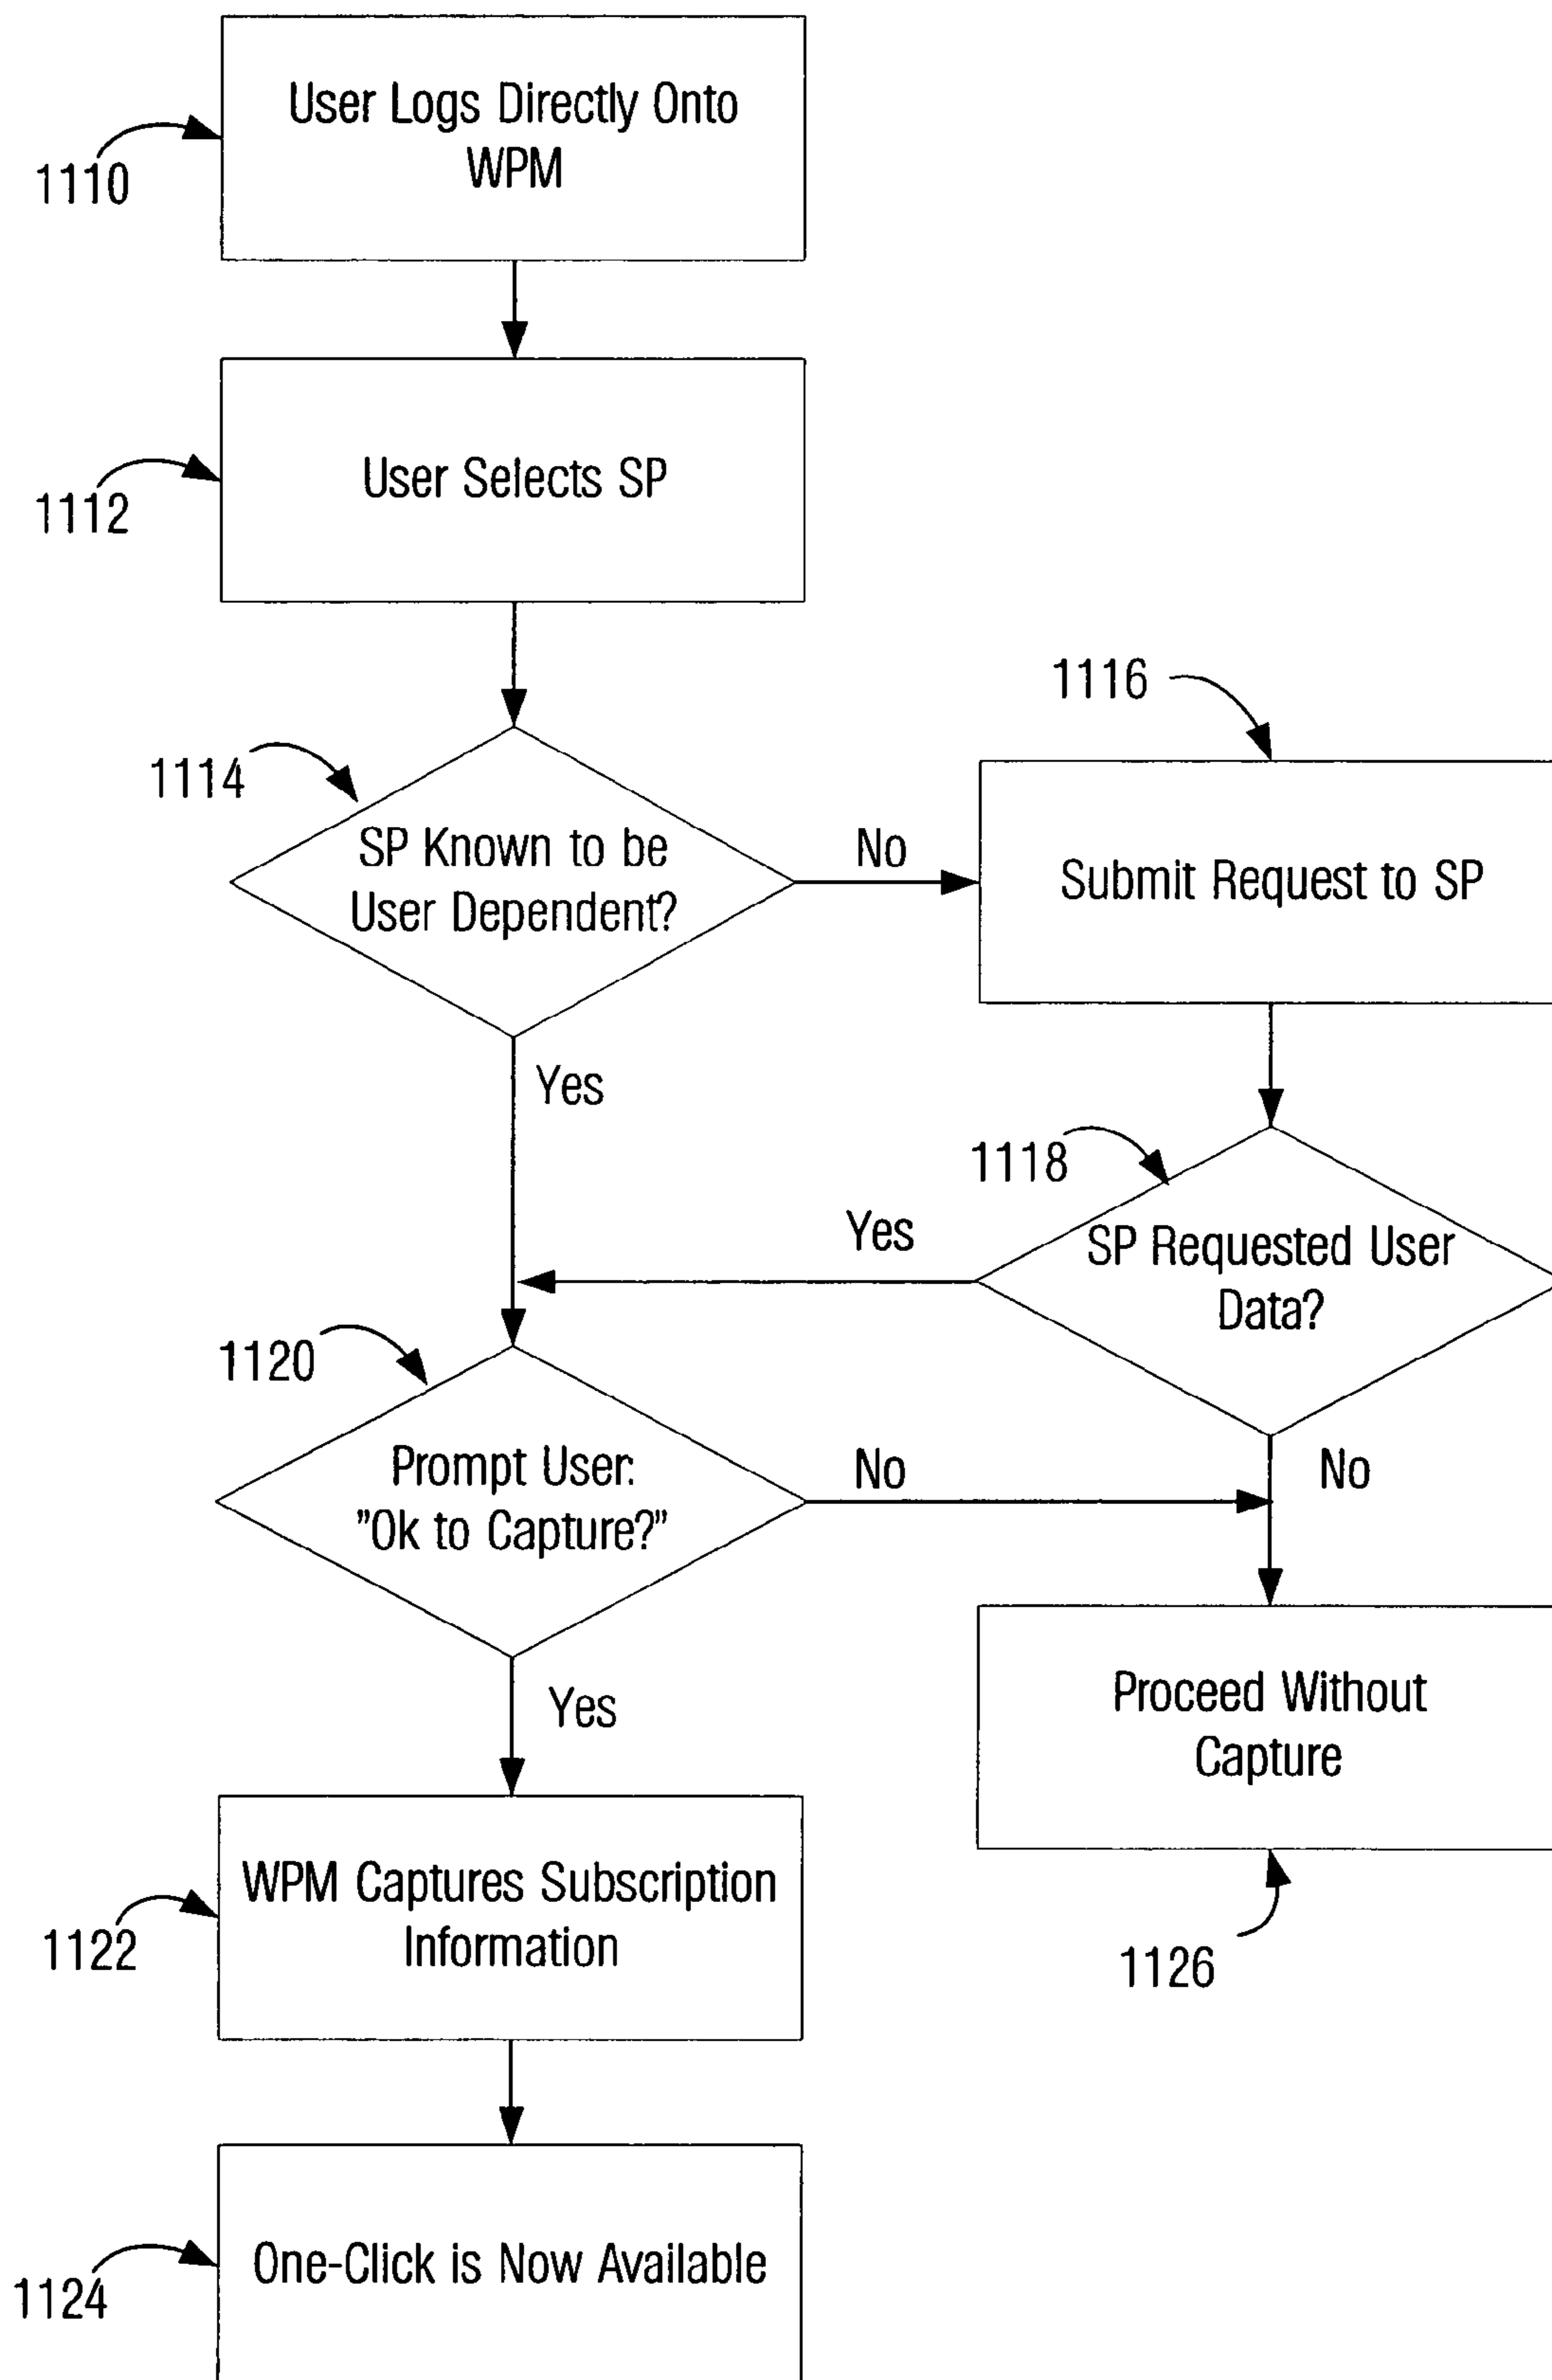 User Logs Directly Onto
WPM
1110
User Selects SP
1112
1116
1114
SP Known to be
User Dependent?
No
Submit Request to SP
Yes
1118
SP Requested User
Data?
Yes
1120
Prompt User:
"Ok to Capture?"
No
No
Proceed Without
Capture
Yes
WPM Captures Subscription
Information
1122
1126
One-Click is Now Available
1124